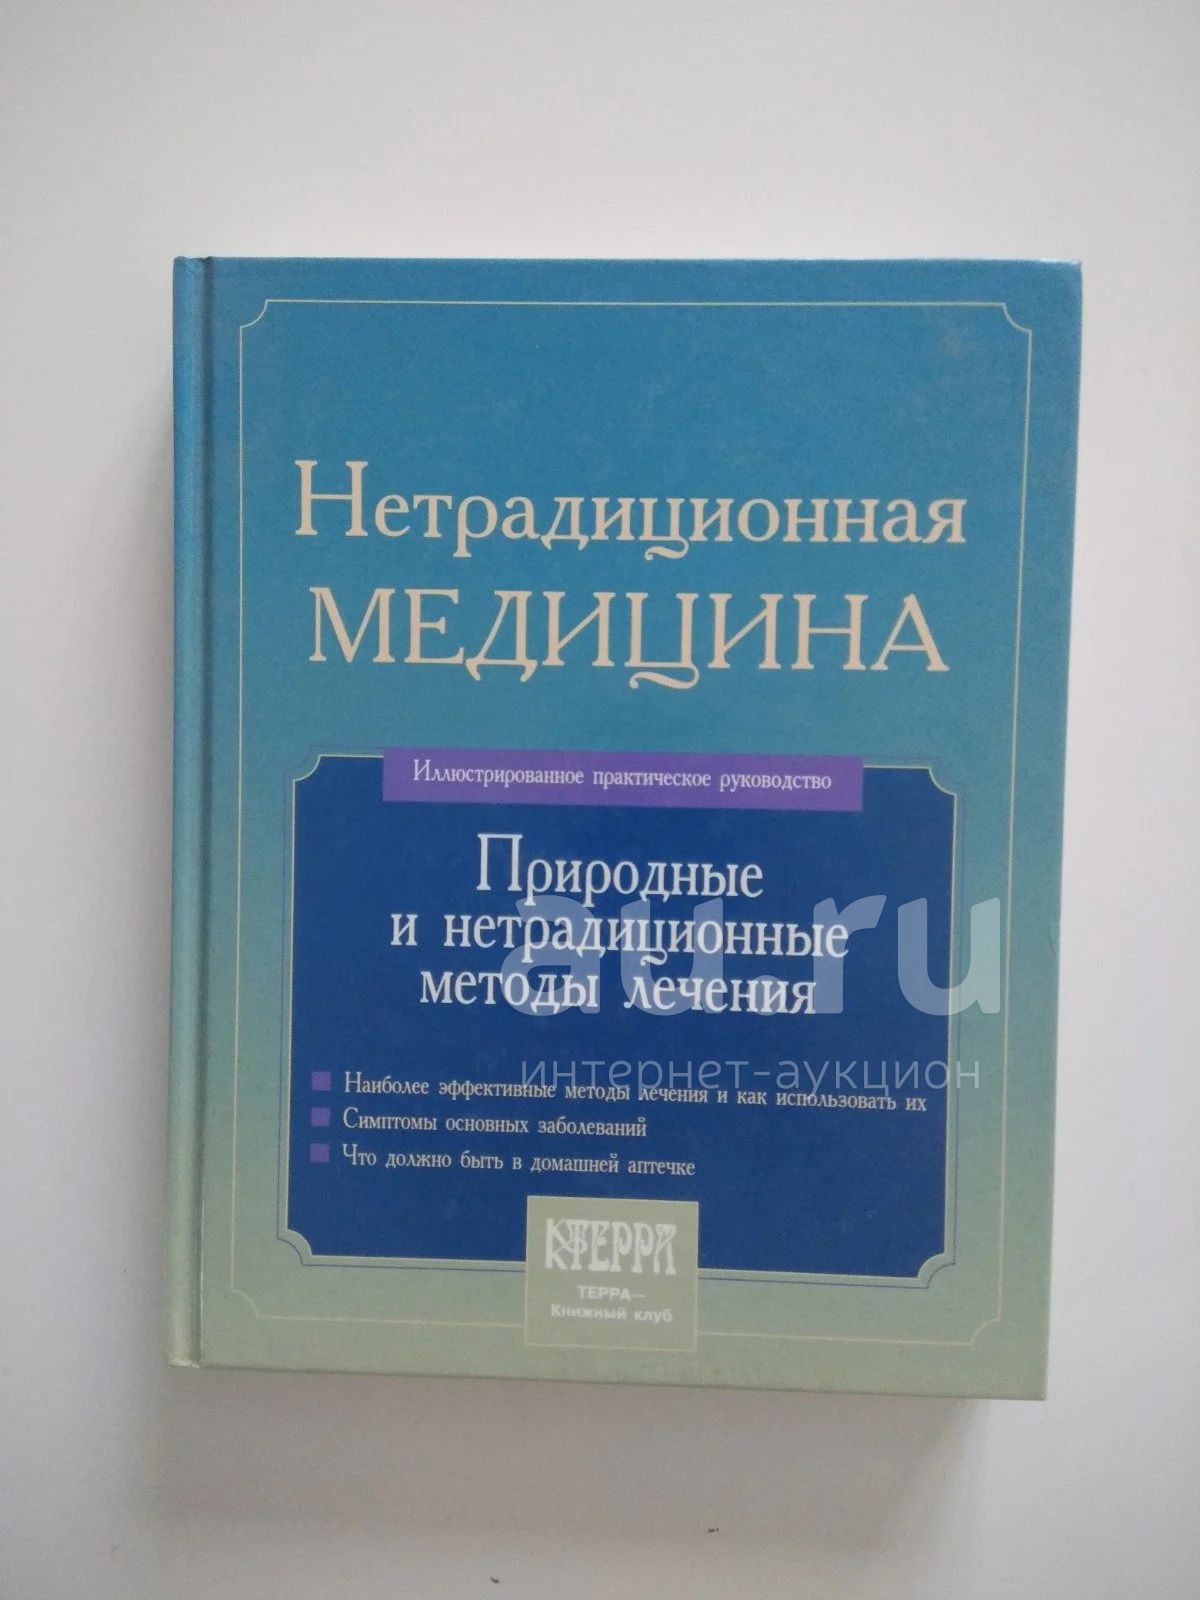 Нетрадиционная
МЕДИЦИНА
Иллюстрированное практическое руководство
Природные
и нетрадиционные
методы лечения
au.ru
интернет-аукцион
Наиболее эффективные методы лечения и как использовать их
Симптомы основных заболеваний
Что должно быть в домашней аптечке
ТЕРРА
ТЕРРА—
Книжный клуб